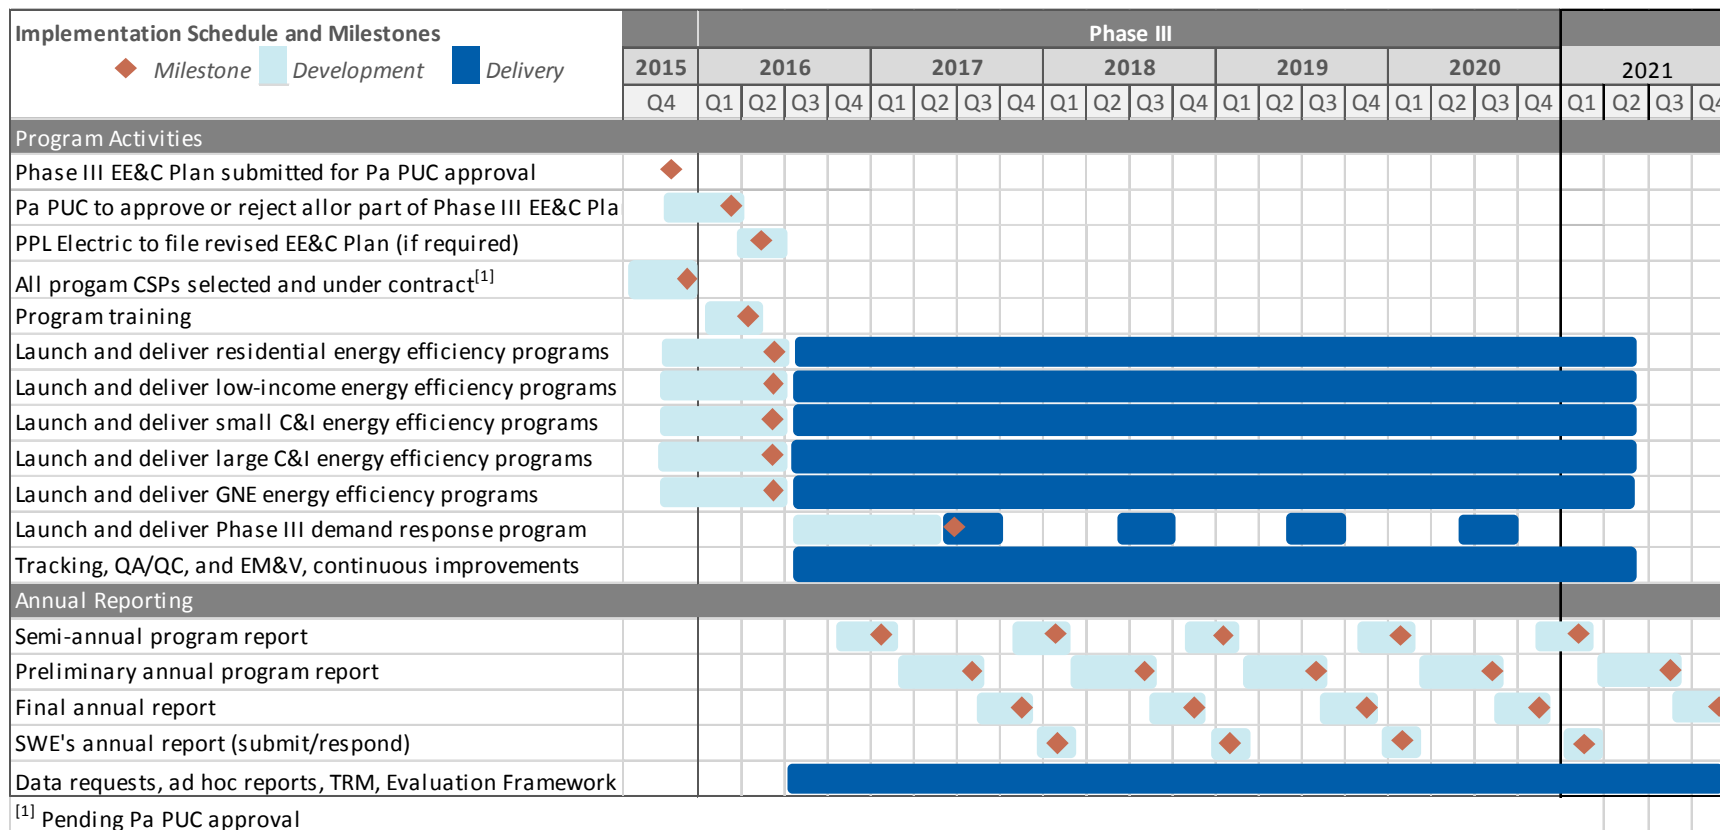 Implementation Schedule and Milestones
Phase III
Milestone Development Delivery
2015 2016 2017 2018 2019 2020 2021
Q4 Q1 Q2 Q3 Q4 Q1 Q2 Q3 Q4 Q1 Q2 Q3 Q4 Q1 Q2 Q3 Q4 Q1 Q2 Q3 Q4 Q1 Q2 Q3 Q4
Program Activities
Phase III EE&C Plan submitted for Pa PUC approval
Pa PUC to approve or reject allor part of Phase III EE&C Pla
PPL Electric to file revised EE&C Plan (if required)
All progam CSPs selected and under contract[1]
Program training
Launch and deliver residential energy efficiency programs
Launch and deliver low-income energy efficiency programs
Launch and deliver small C&I energy efficiency programs
Launch and deliver large C&I energy efficiency programs
Launch and deliver GNE energy efficiency programs
Launch and deliver Phase III demand response program
Tracking, QA/QC, and EM&V, continuous improvements
Annual Reporting
Semi-annual program report
Preliminary annual program report
Final annual report
SWE's annual report (submit/respond)
Data requests, ad hoc reports, TRM, Evaluation Framework
[1] Pending Pa PUC approval